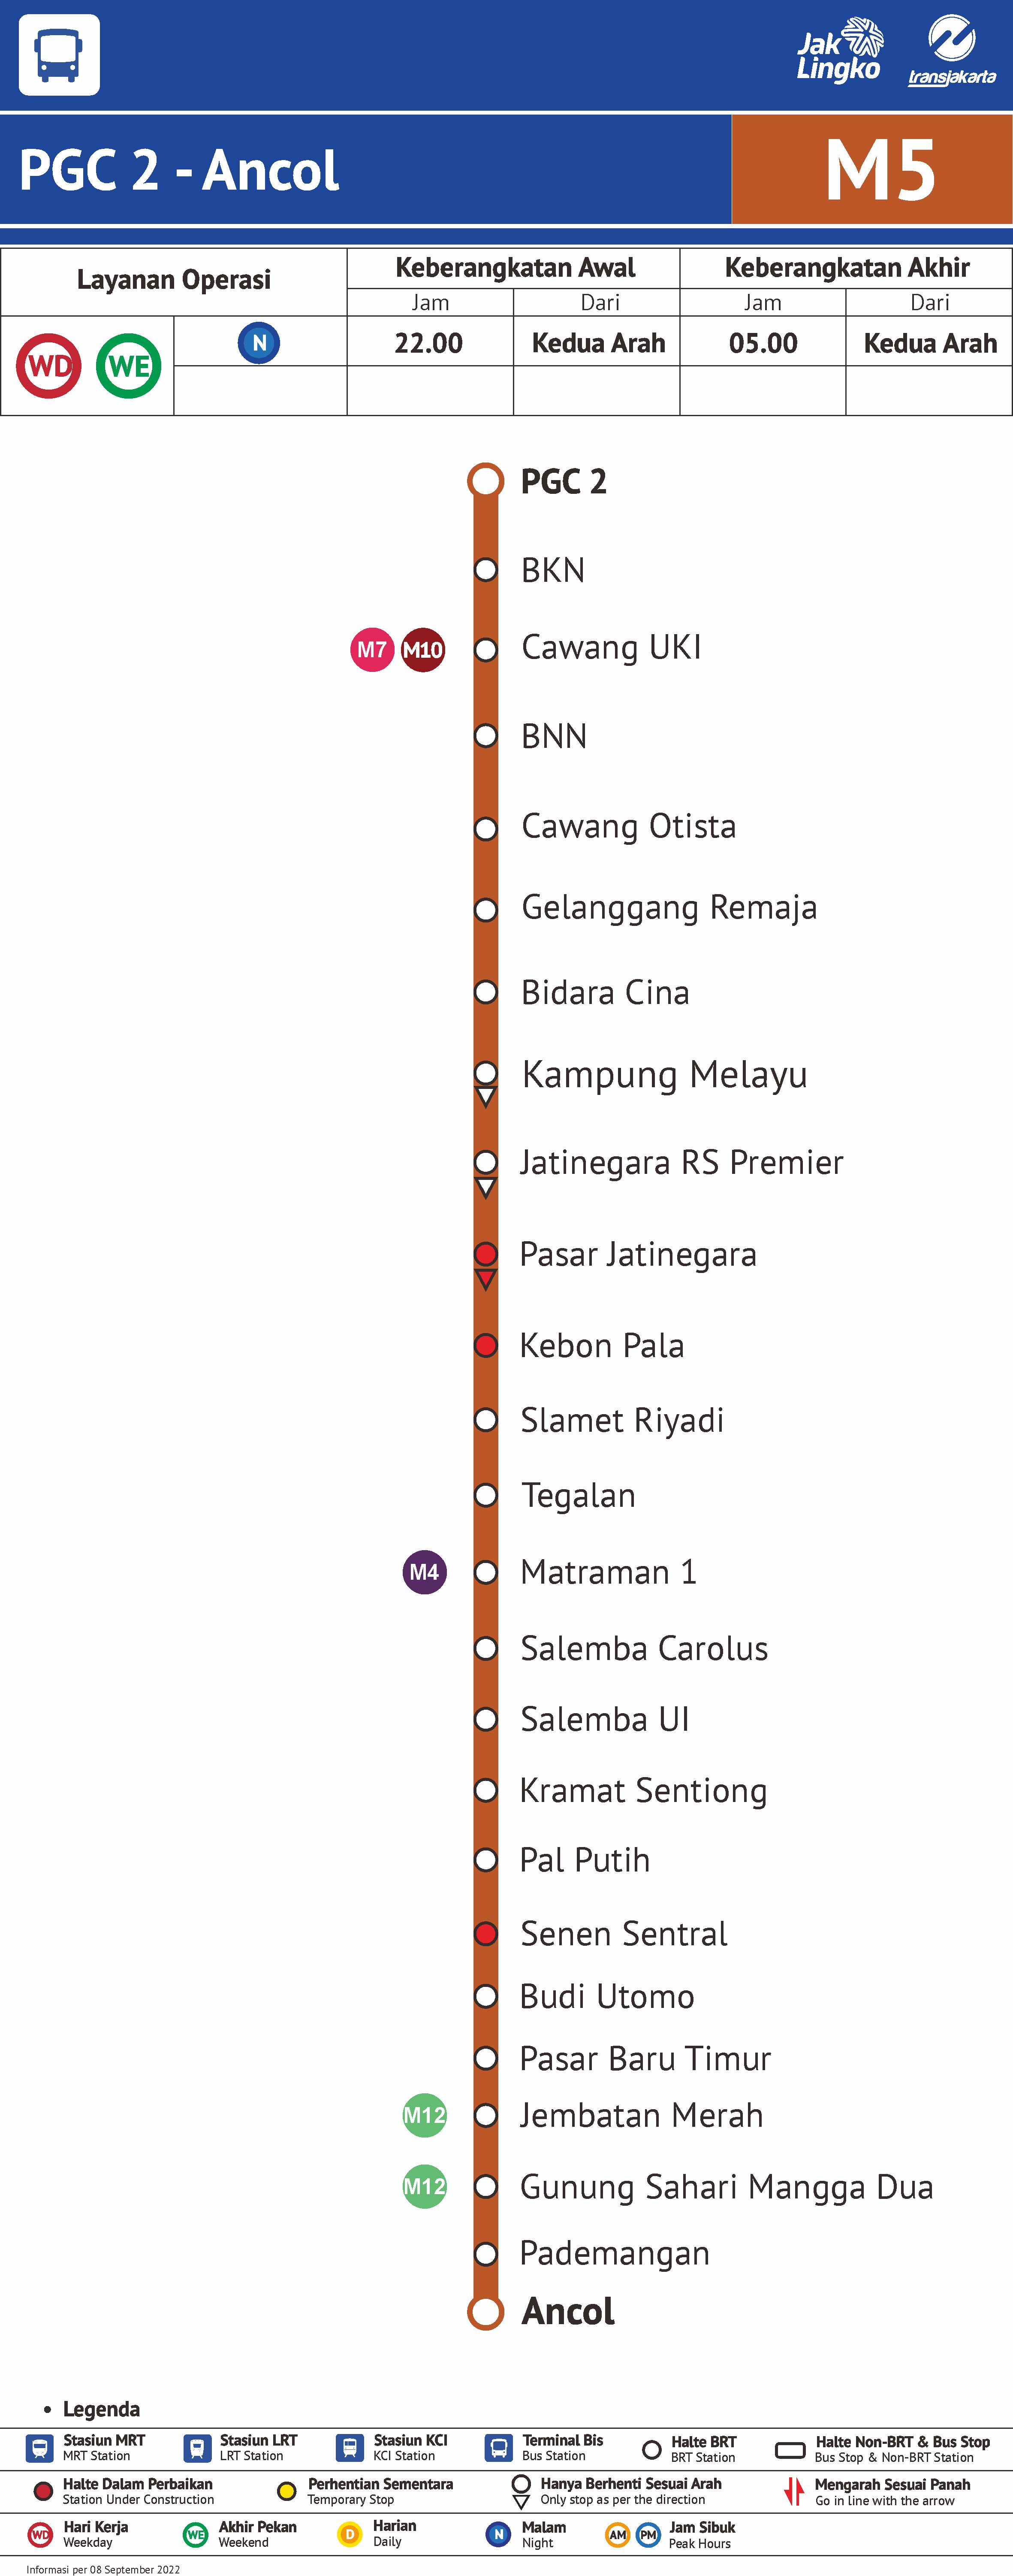 Jak
Lingko
transjakarta
PGC 2 - Ancol
M5
Layanan Operasi
Keberangkatan Awal
Keberangkatan Akhir
Jam
Dari
Jam
Dari
WD
WE
N
22.00
Kedua Arah
05.00
Kedua Arah
PGC 2
BKN
M7 M10 Cawang UKI
BNN
Cawang Otista
Gelanggang Remaja
Bidara Cina
Kampung Melayu
Jatinegara RS Premier
Pasar Jatinegara
Kebon Pala
Slamet Riyadi
Tegalan
M4 Matraman 1
Salemba Carolus
Salemba UI
Kramat Sentiong
Pal Putih
Senen Sentral
Budi Utomo
Pasar Baru Timur
M12 Jembatan Merah
M12 Gunung Sahari Mangga Dua
Pademangan
Ancol
• Legenda
Stasiun MRT
MRT Station
Stasiun LRT
LRT Station
Stasiun KCI
KCI Station
Terminal Bis
Bus Station
Halte BRT
BRT Station
Halte Non-BRT & Bus Stop
Bus Stop & Non-BRT Station
Halte Dalam Perbaikan
Station Under Construction
Perhentian Sementara
Temporary Stop
Hanya Berhenti Sesuai Arah
Only stop as per the direction
Mengarah Sesuai Panah
Go in line with the arrow
WD
Hari Kerja
Weekday
WE
Akhir Pekan
Weekend
D
Harian
Daily
N
Malam
Night
AM PM
Jam Sibuk
Peak Hours
Informasi per 08 September 2022